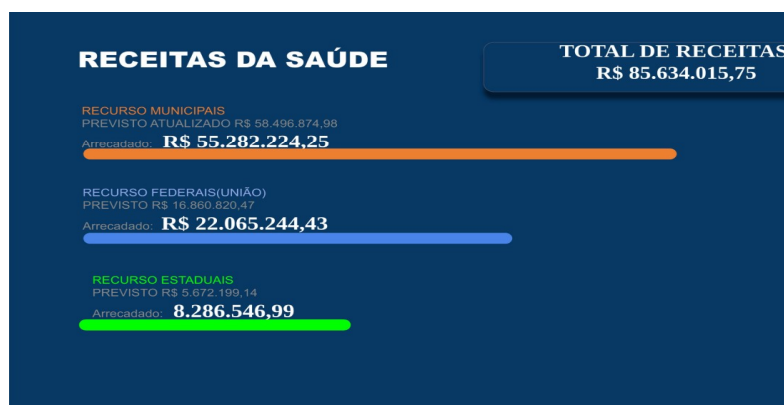 RECEITAS DA SAÚDE
TOTAL DE RECEITAS
R$ 85.634.015,75
RECURSO MUNICIPAIS
PREVISTO ATUALIZADO R$ 58.496.874,98
Arrecadado: R$ 55.282.224,25
RECURSO FEDERAIS(UNIÃO)
PREVISTO R$ 16.860.820,47
Arrecadado: R$ 22.065.244,43
RECURSO ESTADUAIS
PREVISTO R$ 5.672.199,14
Arrecadado: 8.286.546,99